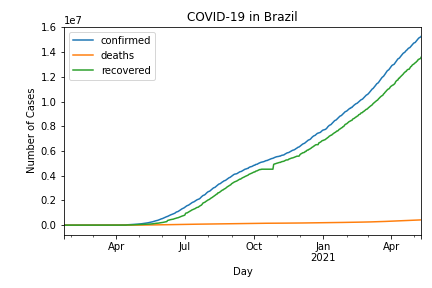 COVID-19 in Brazil
1e7
confirmed
deaths
recovered
1.6
1.4
1.2
1.0
0.8
0.6
0.4
0.2
0.0
Number of Cases
Apr
Jul
Oct
Jan
2021
Apr
Day